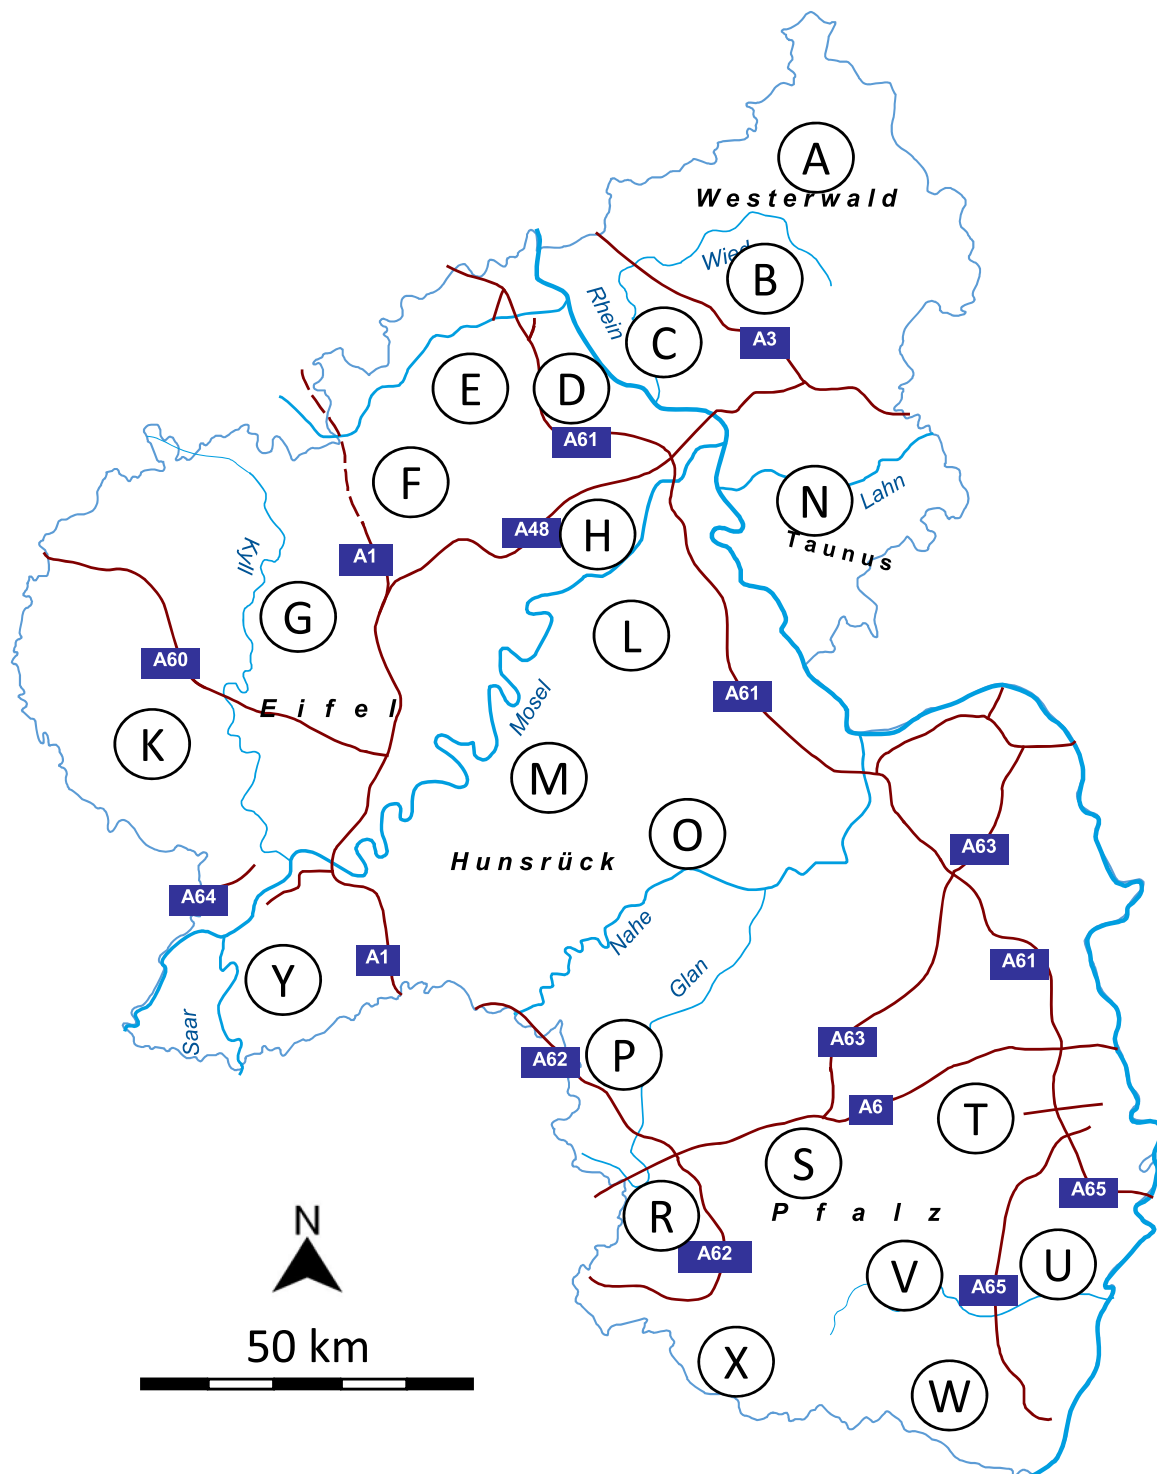 A
Westerwald
Wied
B
Rhein
C
A3
E
D
A61
F
N
Lahn
A48
H
Taunus
Kyll
A1
G
L
A60
A61
Eifel
Mosel
K
M
O
A63
Hunsrück
A64
Nahe
A1
A61
Glan
Y
Saar
A62
P
A63
A6
T
S
A65
R
Pfalz
A62
V
U
A65
N
50 km
X
W